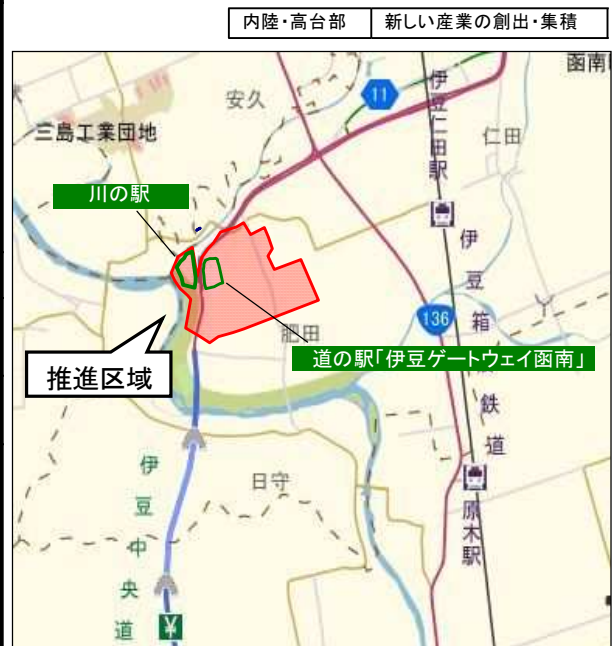 内陸・高台部 新しい産業の創出・集積
函南
安久
11
伊豆仁田駅
仁田
三島工業団地
川の駅
伊豆箱
鉄道
136
肥田
道の駅「伊豆ゲートウェイ函南」
推進区域
日守
原木駅
伊豆中央道
¥